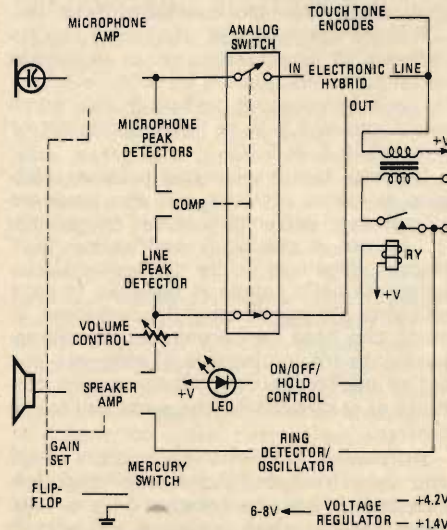 MICROPHONE
AMP
ANALOG
SWITCH
TOUCH TONE
ENCODES
IN
ELECTRONIC
HYBRID
LINE
OUT
MICROPHONE
PEAK
DETECTORS
+V
COMP
LINE
PEAK
DETECTOR
RY
+V
VOLUME
CONTROL
SPEAKER
AMP
+V
LED
ON/OFF/
HOLD
CONTROL
GAIN
SET
MERCURY
SWITCH
RING
DETECTOR/
OSCILLATOR
FLIP-
FLOP
6-8V
VOLTAGE
REGULATOR
+4.2V
+1.4V